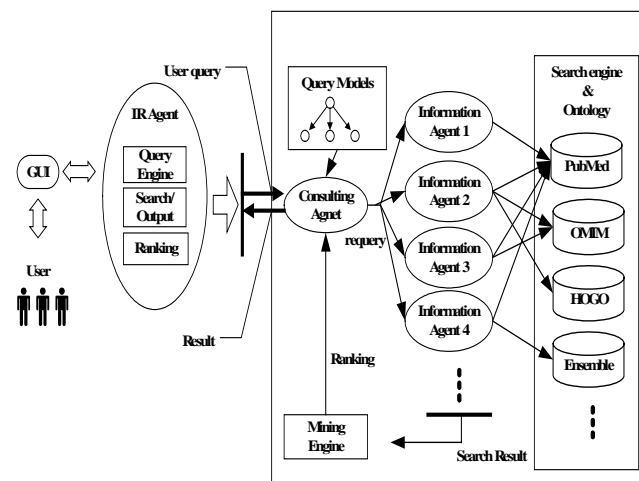 User query
IR Agent
Query
Engine
Search/
Output
Ranking
GUI
User
Result
Query Models
Consulting
Agnet
requery
Ranking
Mining
Engine
Information
Agent 1
Information
Agent 2
Information
Agent 3
Information
Agent 4
Search Result
Search engine
&
Ontology
PubMed
OMIM
HOGO
Ensemble